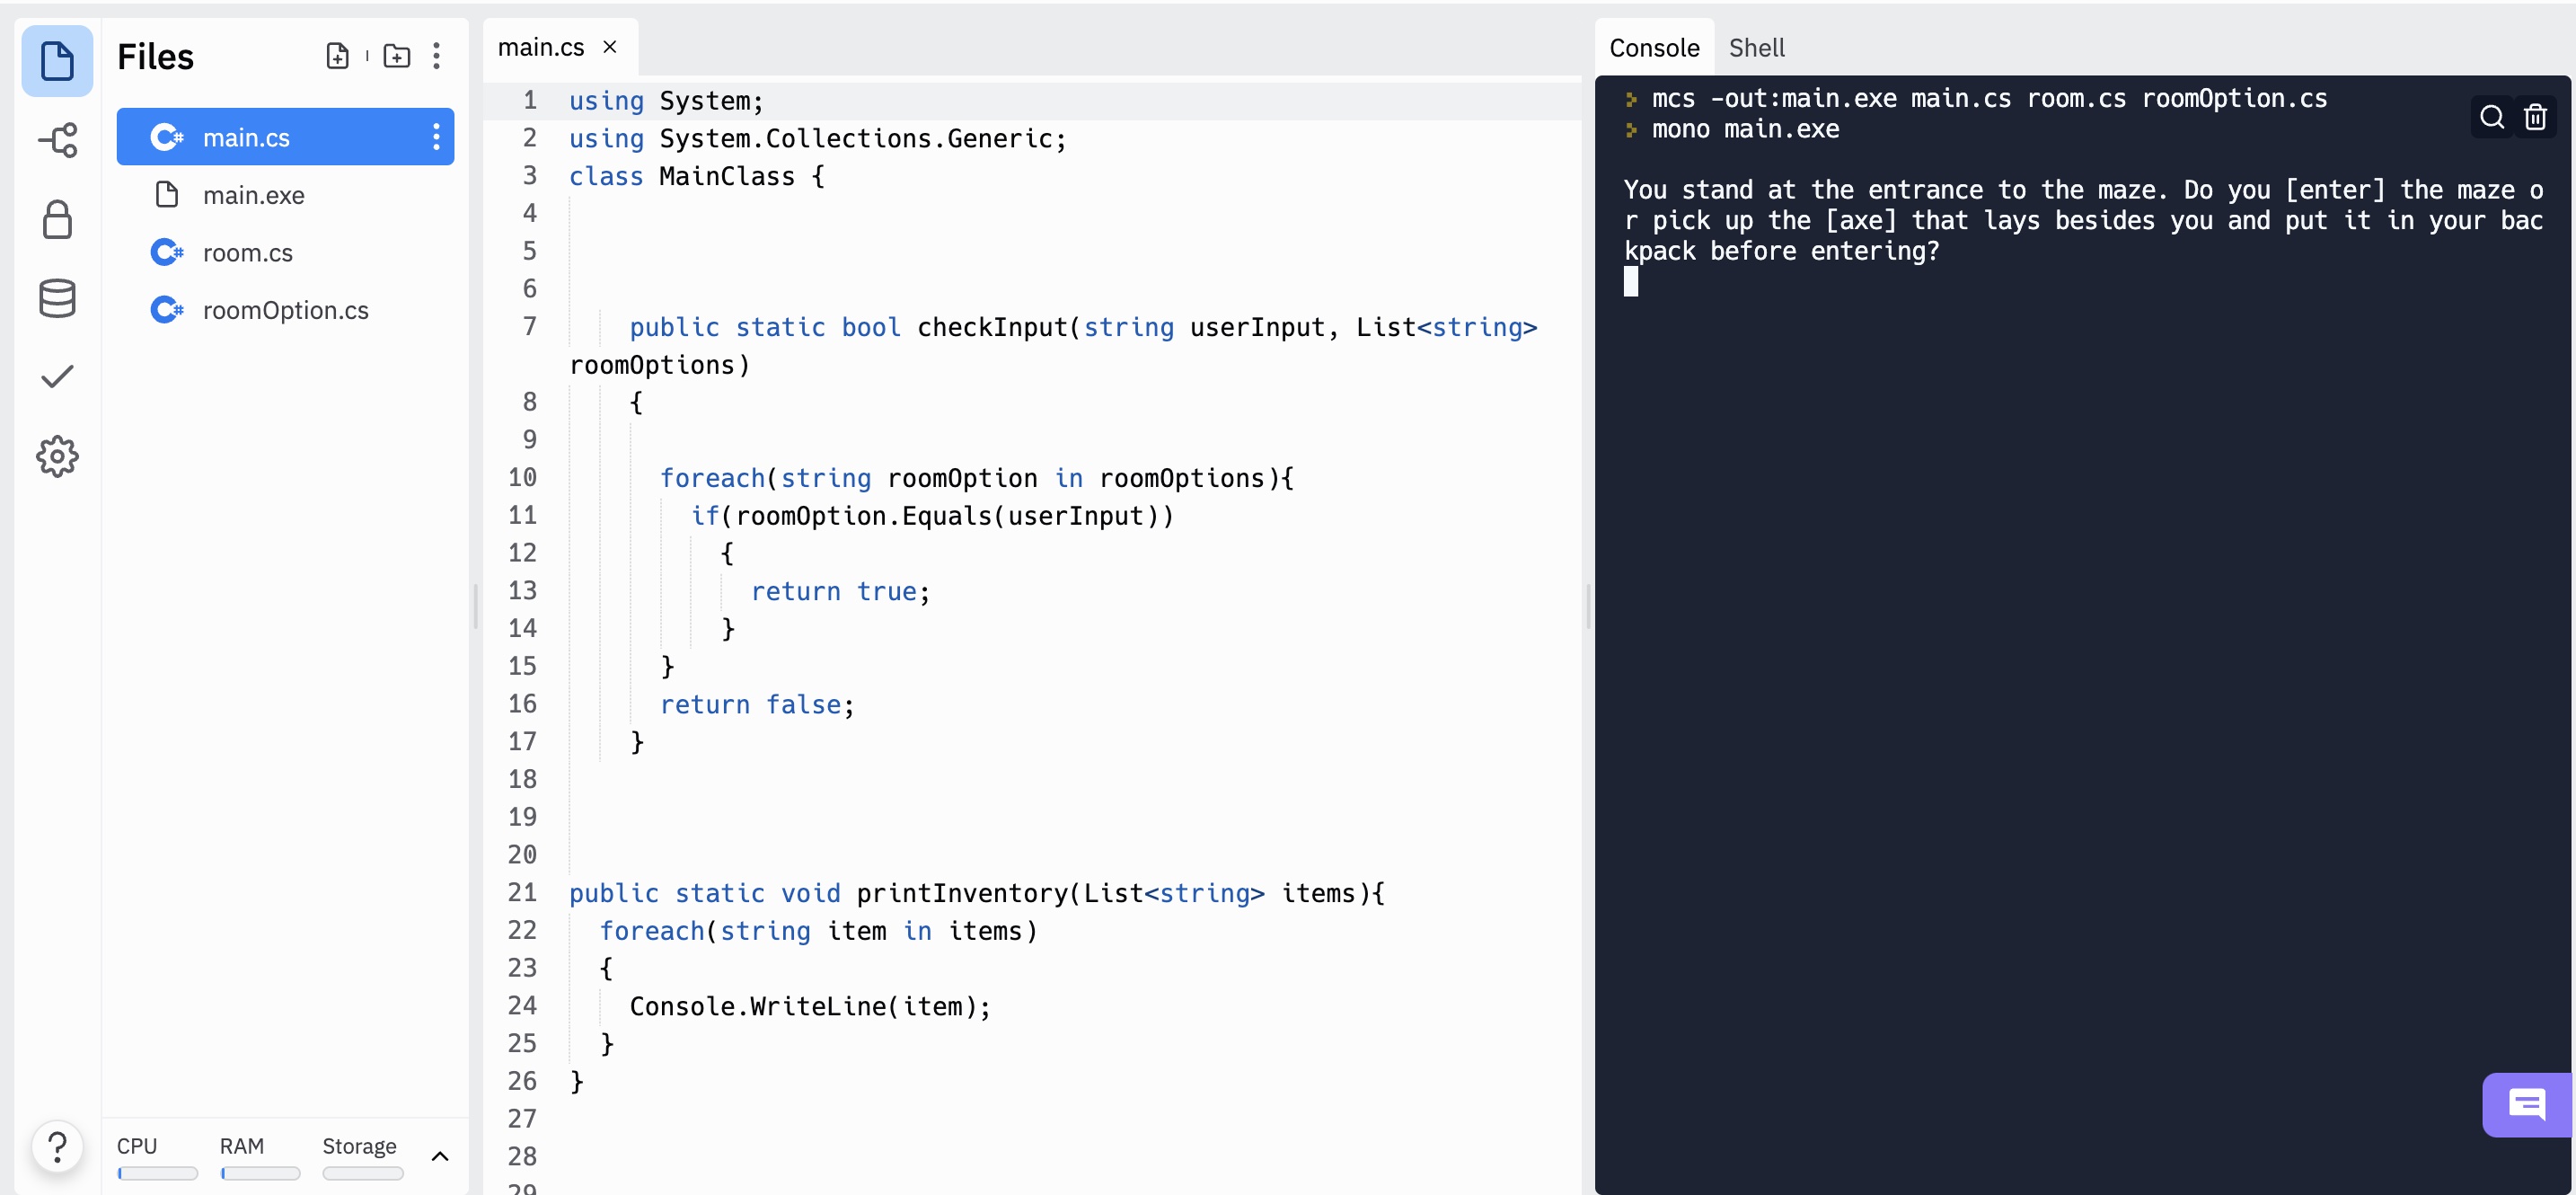 Files
main.cs
main.exe
room.cs
roomOption.cs
CPU RAM Storage
main.cs ×
1 using System;
2 using System.Collections.Generic;
3 class MainClass {
4
5
6
7 public static bool checkInput(string userInput, List<string>
roomOptions)
8 {
9
10 foreach(string roomOption in roomOptions){
11 if(roomOption.Equals(userInput))
12 {
13 return true;
14 }
15 }
16 return false;
17 }
18
19
20
21 public static void printInventory(List<string> items){
22 foreach(string item in items)
23 {
24 Console.WriteLine(item);
25 }
26 }
27
28
29
Console Shell
mcs -out:main.exe main.cs room.cs roomOption.cs
mono main.exe
You stand at the entrance to the maze. Do you [enter] the maze o
r pick up the [axe] that lays besides you and put it in your bac
kpack before entering?